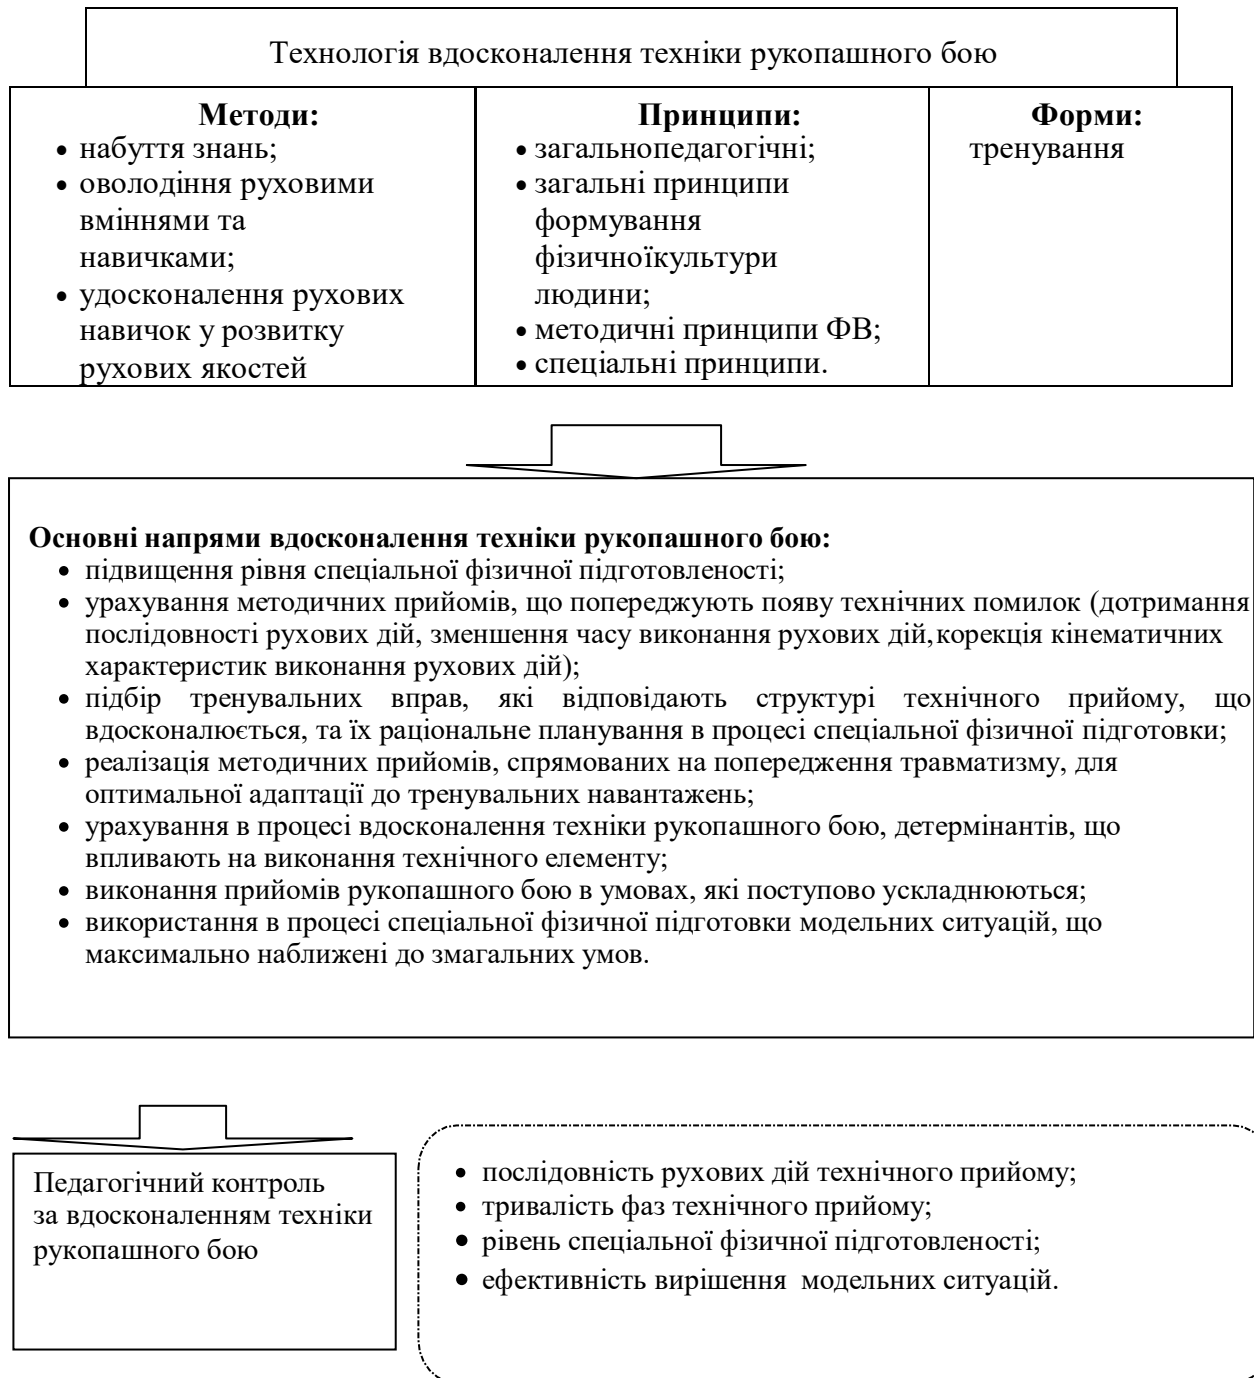 Технологія вдосконалення техніки рукопашного бою
Методи:
• набуття знань;
• оволодіння руховими
вміннями та
навичками;
• удосконалення рухових
навичок у розвитку
рухових якостей
Принципи:
• загальнопедагогічні;
• загальні принципи
формування
фізичноїкультури
людини;
• методичні принципи ФВ;
• спеціальні принципи.
Форми:
тренування
Основні напрями вдосконалення техніки рукопашного бою:
• підвищення рівня спеціальної фізичної підготовленості;
• урахування методичних прийомів, що попереджують появу технічних помилок (дотримання
послідовності рухових дій, зменшення часу виконання рухових дій,корекція кінематичних
характеристик виконання рухових дій);
• підбір тренувальних вправ, які відповідають структурі технічного прийому, що
вдосконалюється, та їх раціональне планування в процесі спеціальної фізичної підготовки;
• реалізація методичних прийомів, спрямованих на попередження травматизму, для
оптимальної адаптації до тренувальних навантажень;
• урахування в процесі вдосконалення техніки рукопашного бою, детермінантів, що
впливають на виконання технічного елементу;
• виконання прийомів рукопашного бою в умовах, які поступово ускладнюються;
• використання в процесі спеціальної фізичної підготовки модельних ситуацій, що
максимально наближені до змагальних умов.
Педагогічний контроль
за вдосконаленням техніки
рукопашного бою
• послідовність рухових дій технічного прийому;
• тривалість фаз технічного прийому;
• рівень спеціальної фізичної підготовленості;
• ефективність вирішення модельних ситуацій.